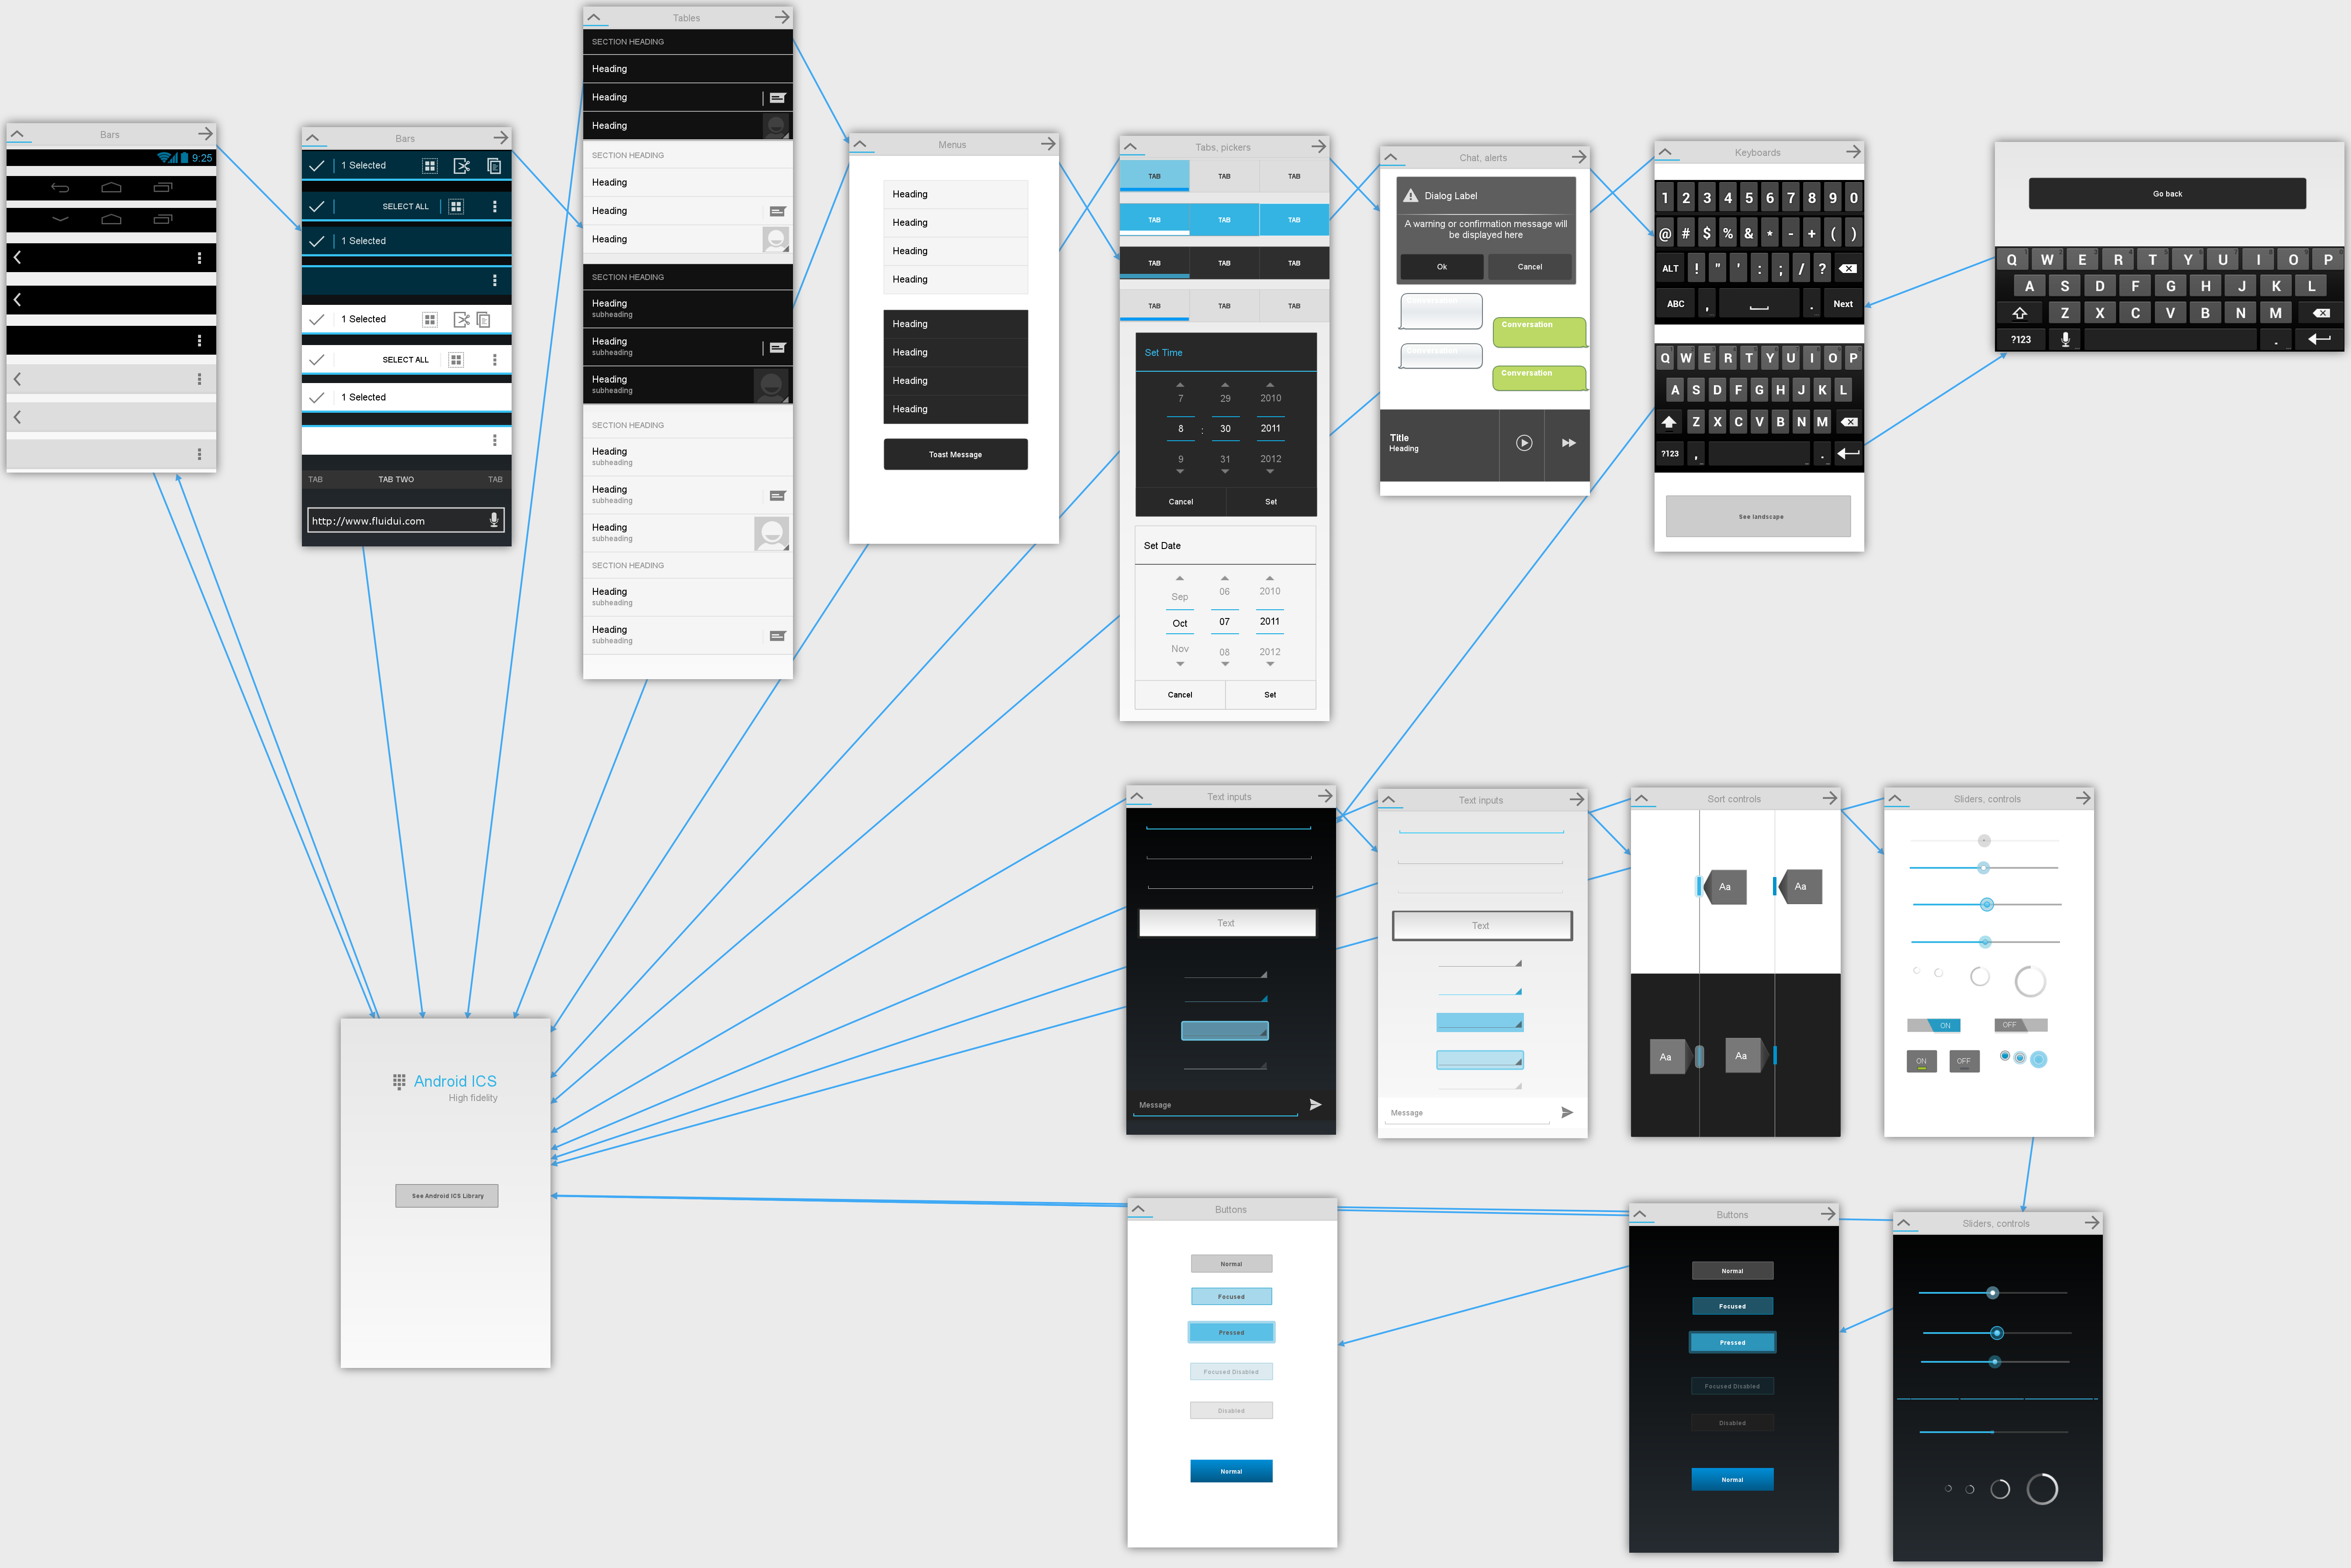 Bars
9:25
Bars
1 Selected
SELECT ALL
1 Selected
1 Selected
SELECT ALL
1 Selected
TAB TAB TWO TAB
http://www.fluidui.com
Tables
SECTION HEADING
Heading
Heading
Heading
SECTION HEADING
Heading
Heading
Heading
SECTION HEADING
Heading
subheading
Heading
subheading
Heading
subheading
SECTION HEADING
Heading
subheading
Heading
subheading
Heading
subheading
SECTION HEADING
Heading
subheading
Heading
subheading
Menus
Heading
Heading
Heading
Heading
Heading
Heading
Heading
Heading
Toast Message
Tabs, pickers
TAB TAB TAB
TAB TAB TAB
TAB TAB TAB
TAB TAB TAB
Set Time
7 29 2010
8 : 30 2011
9 31 2012
Cancel Set
Set Date
Sep 06 2010
Oct 07 2011
Nov 08 2012
Cancel Set
Chat, alerts
Dialog Label
A warning or confirmation message will
be displayed here
Ok Cancel
Conversation
Conversation
Conversation
Conversation
Title
Heading
Keyboards
1 2 3 4 5 6 7 8 9 0
@ # $ % & * - + ( )
ALT ! " ' : ; / ?
ABC , . Next
Q W E R T Y U I O P
A S D F G H J K L
Z X C V B N M
?123 , .
See landscape
Go back
Q W E R T Y U I O P
A S D F G H J K L
Z X C V B N M
?123 .
Android ICS
High fidelity
See Android ICS Library
Text inputs
Text
Message
Text inputs
Text
Message
Sort controls
Aa Aa
Aa Aa
Sliders, controls
ON OFF
ON OFF
Buttons
Normal
Focused
Pressed
Focused Disabled
Disabled
Normal
Buttons
Normal
Focused
Pressed
Focused Disabled
Disabled
Normal
Sliders, controls